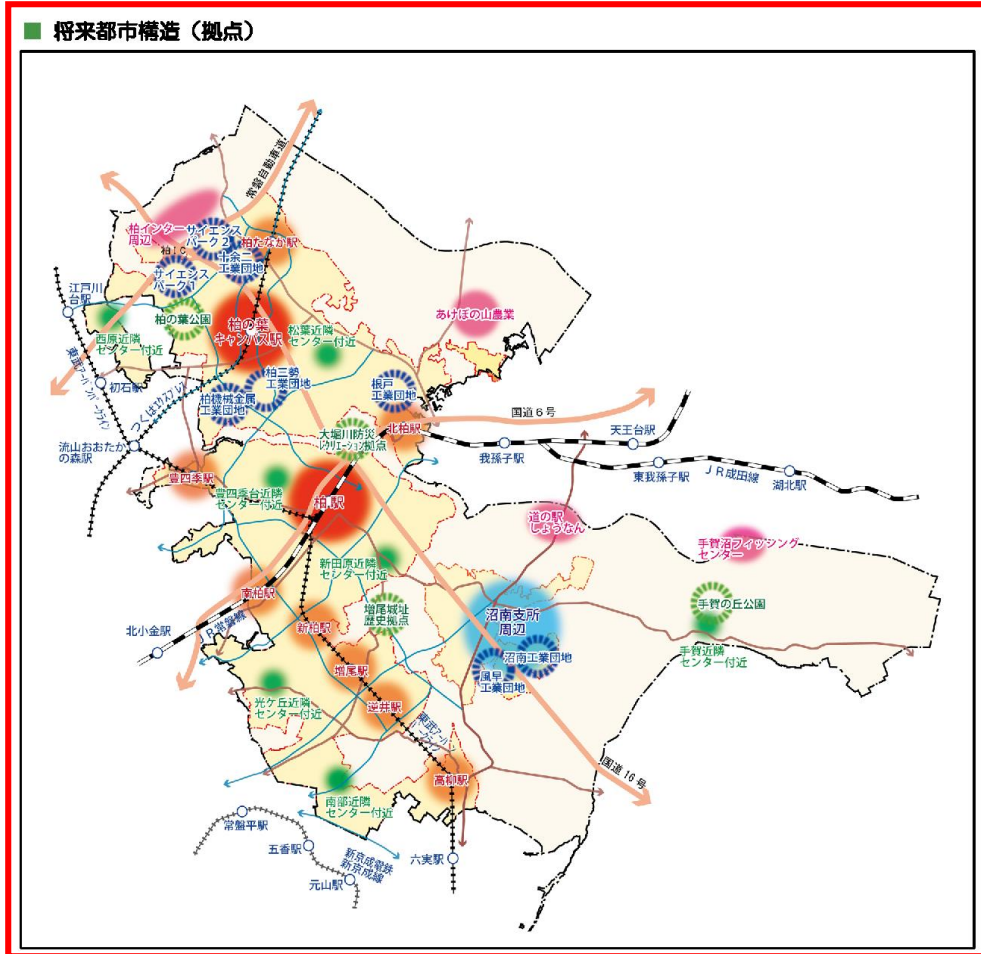 将来都市構造（拠点）
常磐自動車道
柏インター
周辺
サイエンス
パーク２
柏たなか駅
柏ＩＣ
十余二
工業団地
サイエンス
パーク１
江戸川
台駅
柏の葉公園
柏の葉
キャンパス駅
あけぼの山農業
西原近隣
センター付近
松葉近隣
センター付近
東武アーバンパークライン
初石駅
つくばエクスプレス
柏三勢
工業団地
柏機械金属
工業団地
根戸
工業団地
国道６号
大堀川防災
レクリエーション拠点
北柏駅
天王台駅
我孫子駅
流山おおたか
の森駅
東我孫子駅
ＪＲ成田線
湖北駅
豊四季駅
豊四季台近隣
センター付近
柏駅
道の駅
しょうなん
手賀沼フィッシング
センター
新田原近隣
センター付近
南柏駅
増尾城址
歴史拠点
手賀の丘公園
沼南支所
周辺
北小金駅
ＪＲ常磐線
新柏駅
沼南工業団地
手賀近隣
センター付近
風早
工業団地
増尾駅
光ケ丘近隣
センター付近
逆井駅
東武アーバン
パークライン
国道16号
高柳駅
南部近隣
センター付近
常盤平駅
五香駅
新京成電鉄
新京成線
六実駅
元山駅